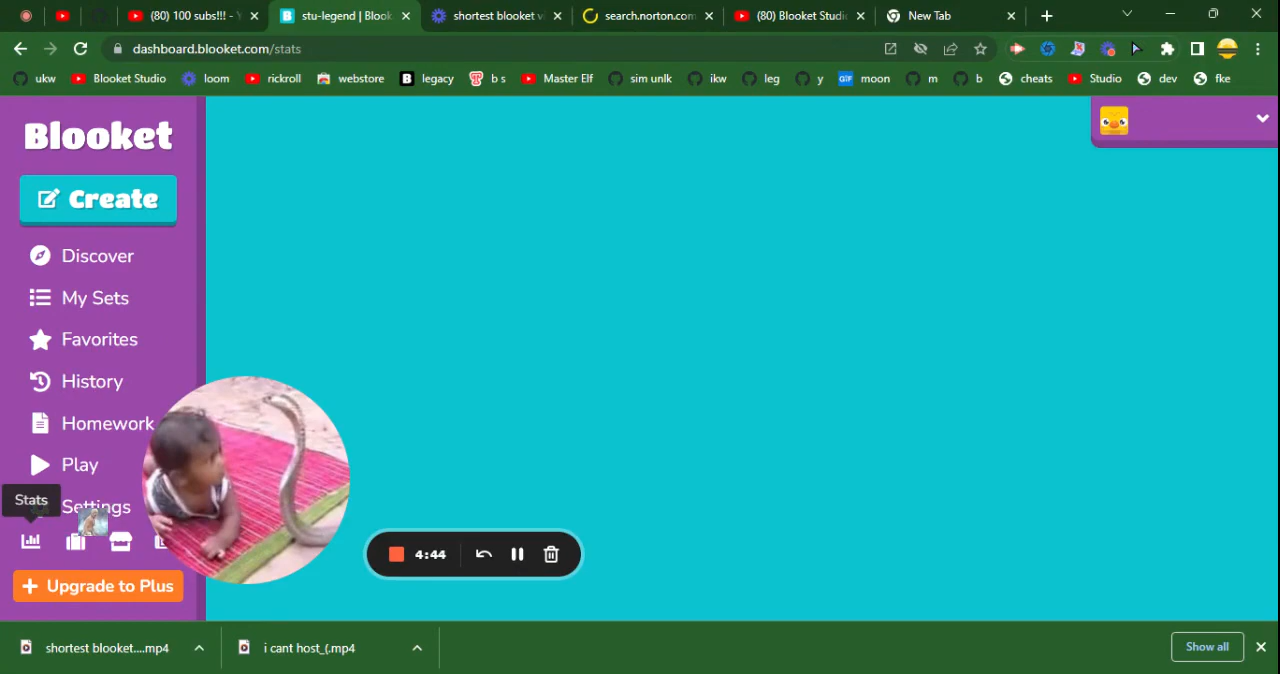 (80) 100 subs!!! - Y
stu-legend | Blook
shortest blooket v
search.norton.com
(80) Blooket Studi
New Tab
dashboard.blooket.com/stats
ukw
Blooket Studio
loom
rickroll
webstore
legacy
b s
Master Elf
sim unlk
ikw
leg
y
GIF
moon
m
b
cheats
Studio
dev
fke
Blooket
Create
Discover
My Sets
Favorites
History
Homework
Play
Stats
Settings
4:44
Upgrade to Plus
shortest blooket....mp4
i cant host_(.mp4
Show all